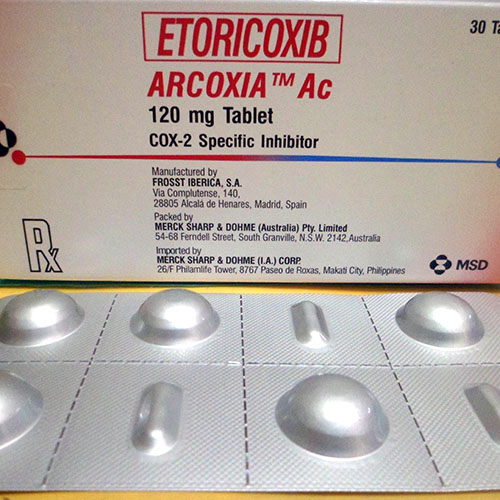 ETORICOXIB
30 Ta
ARCOXIA™ Ac
120 mg Tablet
COX-2 Specific Inhibitor
Manufactured by
FROSST IBERICA, S.A.
Via Complutense, 140,
28805 Alcalá de Henares, Madrid, Spain
Packed by
MERCK SHARP & DOHME (Australia) Pty. Limited
54-68 Ferndell Street, South Granville, N.S.W. 2142,Australia
Imported by
MERCK SHARP & DOHME (I.A.) CORP.
26/F Philamlife Tower, 8767 Paseo de Roxas, Makati City, Philippines
Rx
MSD